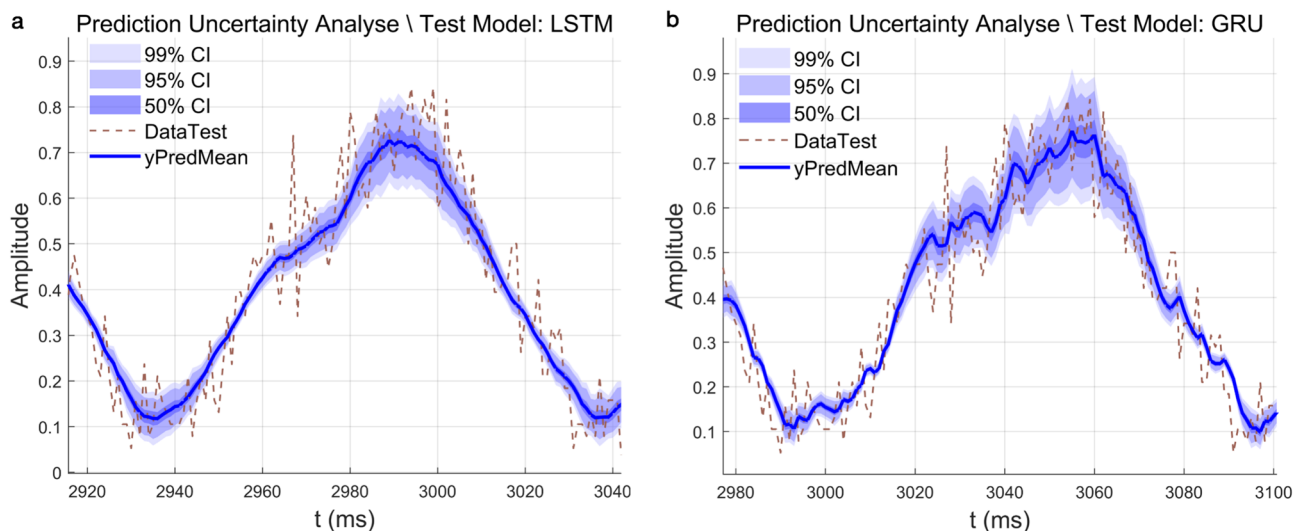 a
Prediction Uncertainty Analyse \ Test Model: LSTM
99% CI
95% CI
50% CI
DataTest
yPredMean
Amplitude
0.9
0.8
0.7
0.6
0.5
0.4
0.3
0.2
0.1
0
2920 2940 2960 2980 3000 3020 3040
t (ms)
b
Prediction Uncertainty Analyse \ Test Model: GRU
99% CI
95% CI
50% CI
DataTest
yPredMean
Amplitude
0.9
0.8
0.7
0.6
0.5
0.4
0.3
0.2
0.1
2980 3000 3020 3040 3060 3080 3100
t (ms)